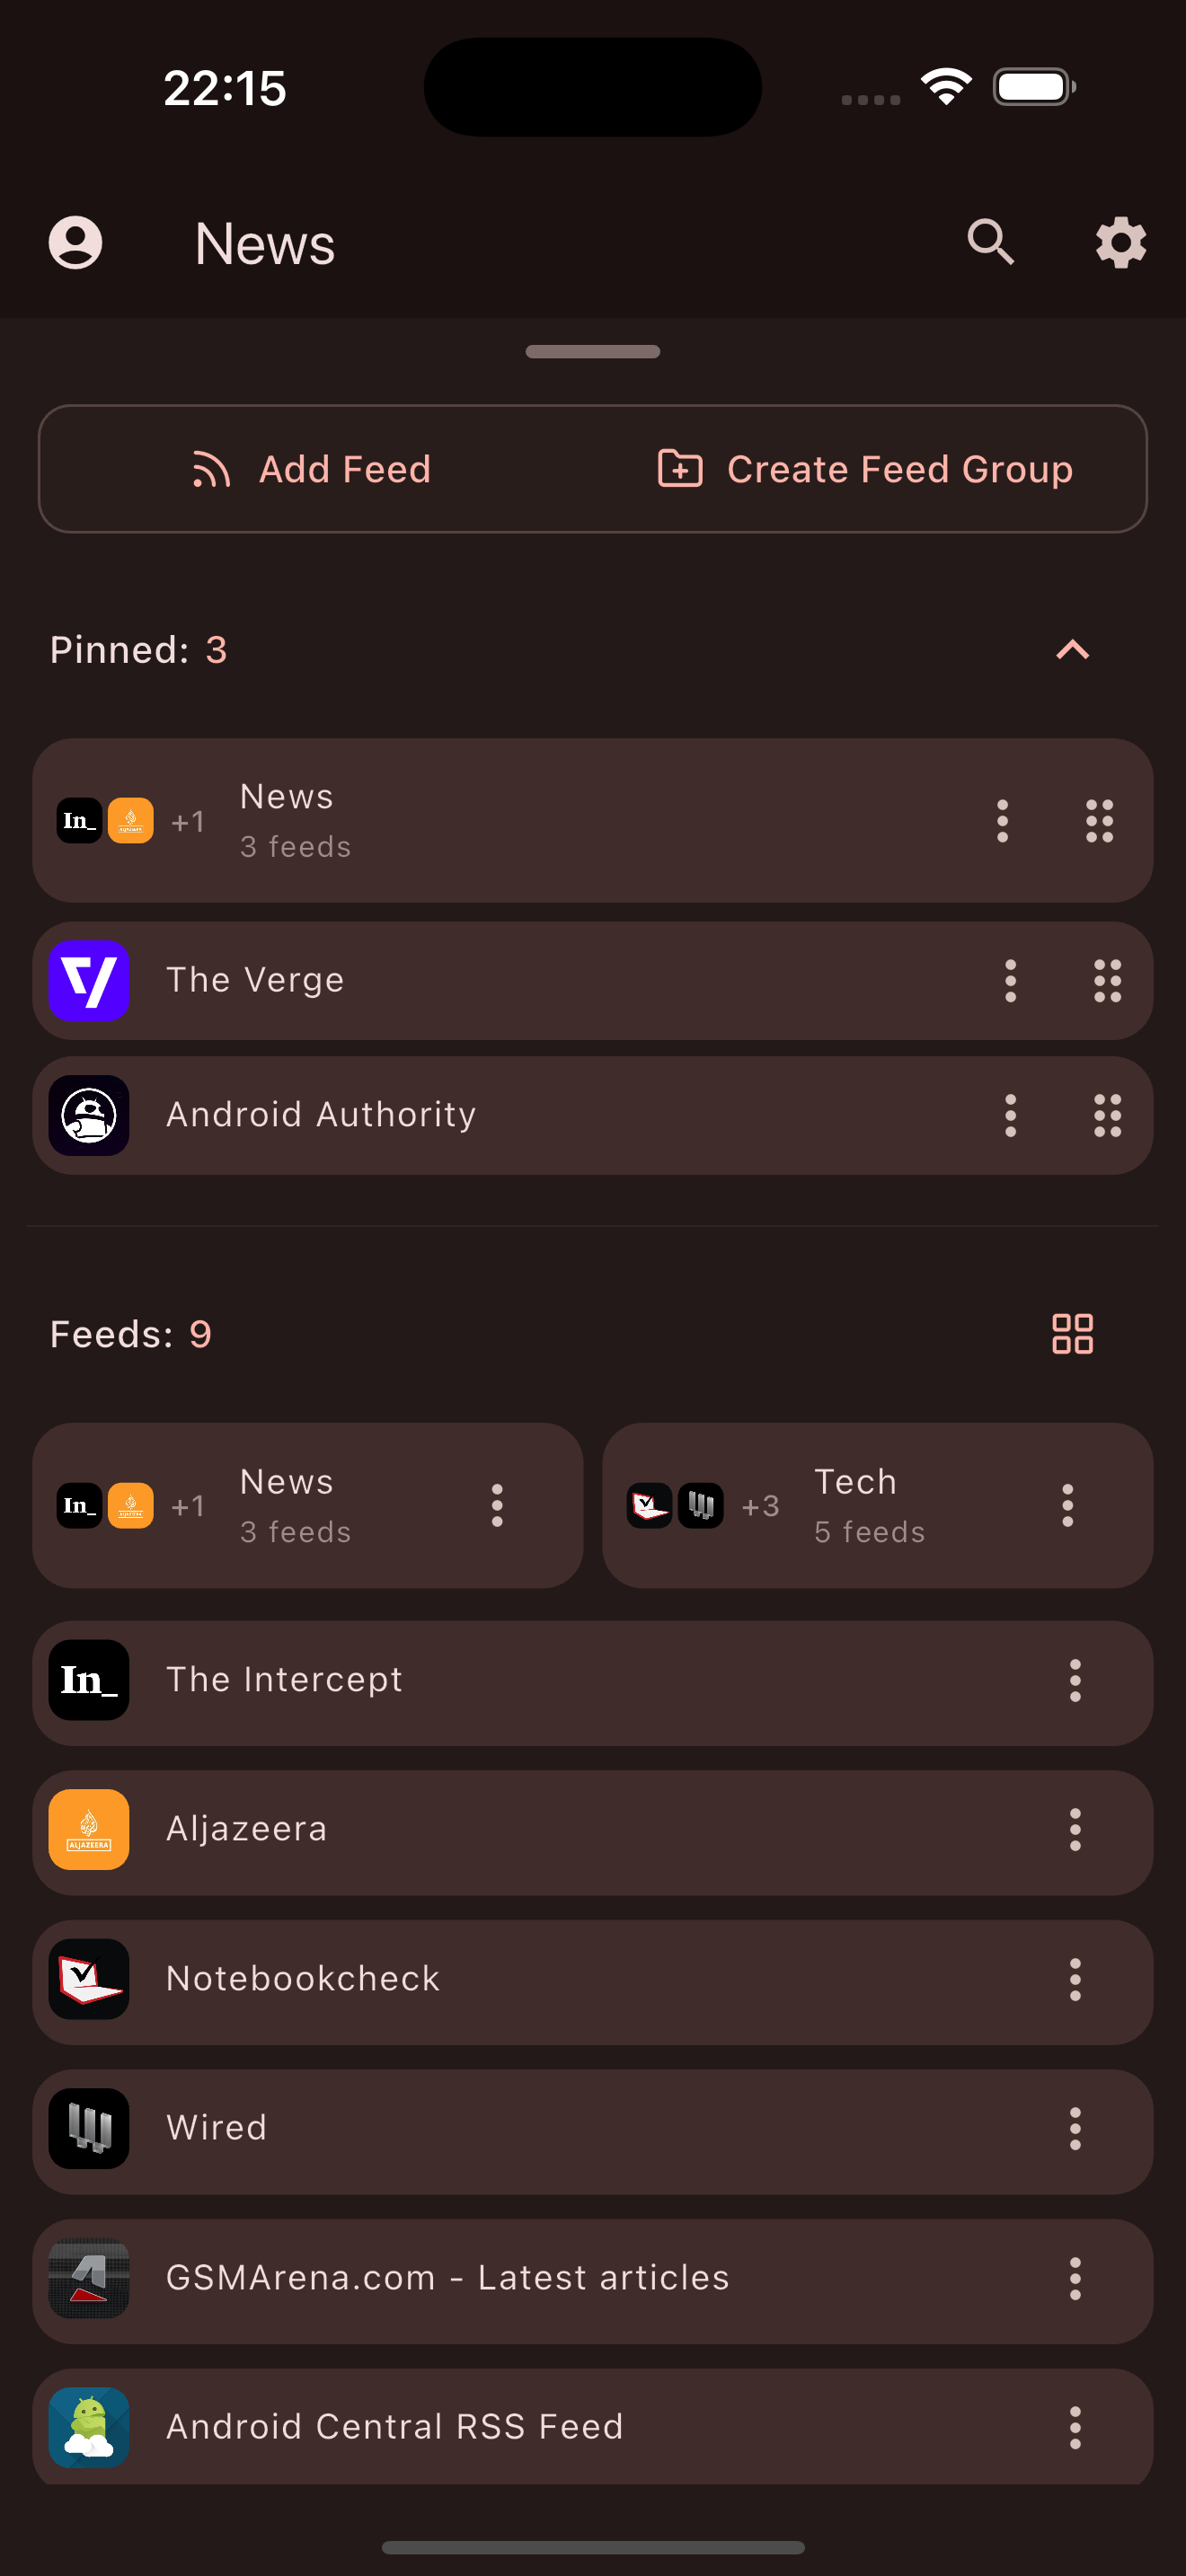 22:15
News
Add Feed
Create Feed Group
Pinned: 3
In_
+1
News
3 feeds
The Verge
Android Authority
Feeds: 9
In_
+1
News
3 feeds
+3
Tech
5 feeds
In_
The Intercept
ALJAZEERA
Aljazeera
Notebookcheck
Wired
GSMArena.com - Latest articles
Android Central RSS Feed